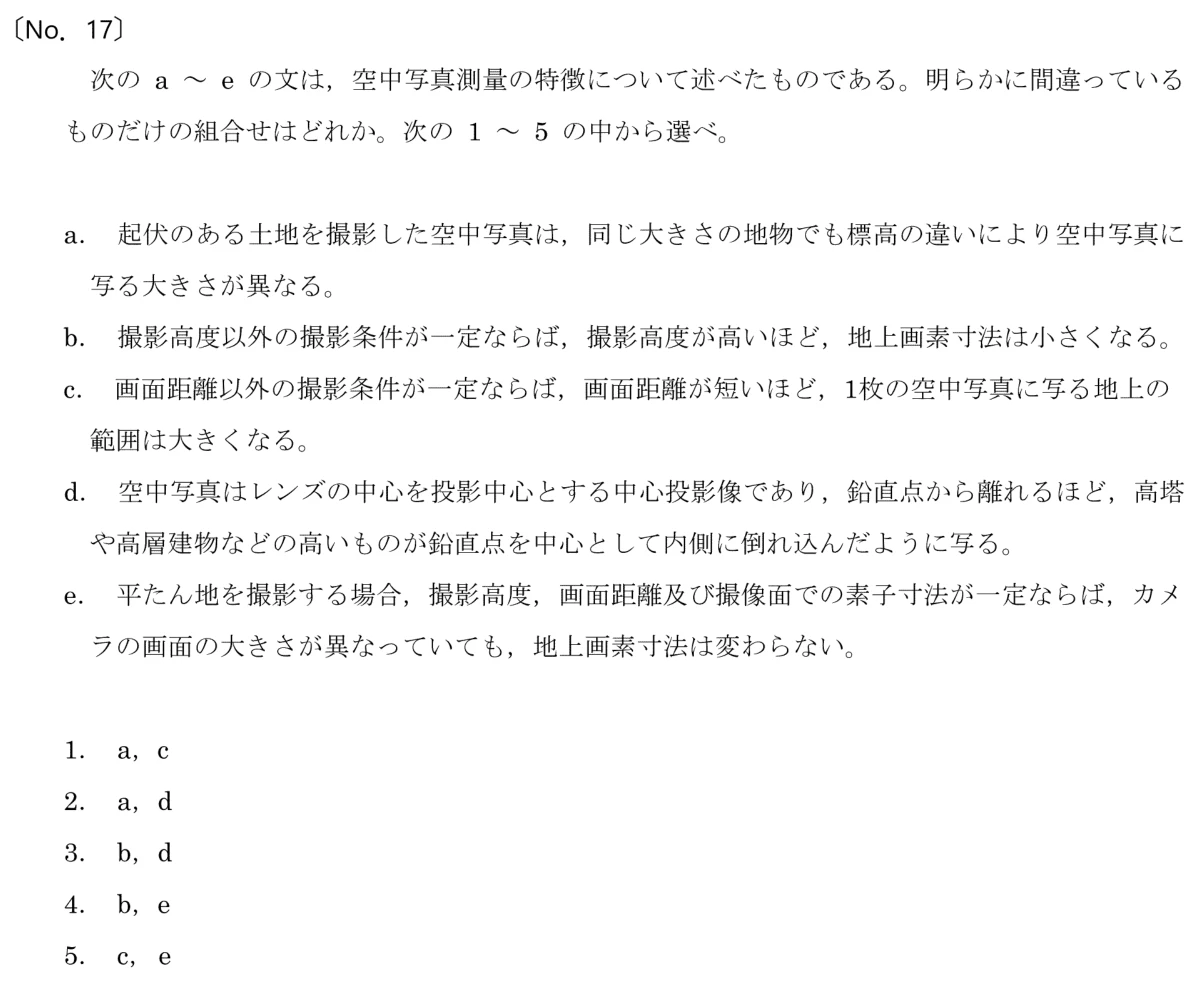 〔No. 17〕
次の a ～ e の文は，空中写真測量の特徴について述べたものである。明らかに間違っている
ものだけの組合せはどれか。次の 1 ～ 5 の中から選べ。
a. 起伏のある土地を撮影した空中写真は，同じ大きさの地物でも標高の違いにより空中写真に
写る大きさが異なる。
b. 撮影高度以外の撮影条件が一定ならば，撮影高度が高いほど，地上画素寸法は小さくなる。
c. 画面距離以外の撮影条件が一定ならば，画面距離が短いほど，1枚の空中写真に写る地上の
範囲は大きくなる。
d. 空中写真はレンズの中心を投影中心とする中心投影像であり，鉛直点から離れるほど，高塔
や高層建物などの高いものが鉛直点を中心として内側に倒れ込んだように写る。
e. 平たん地を撮影する場合，撮影高度，画面距離及び撮像面での素子寸法が一定ならば，カメ
ラの画面の大きさが異なっていても，地上画素寸法は変わらない。
1. a，c
2. a，d
3. b，d
4. b，e
5. c，e